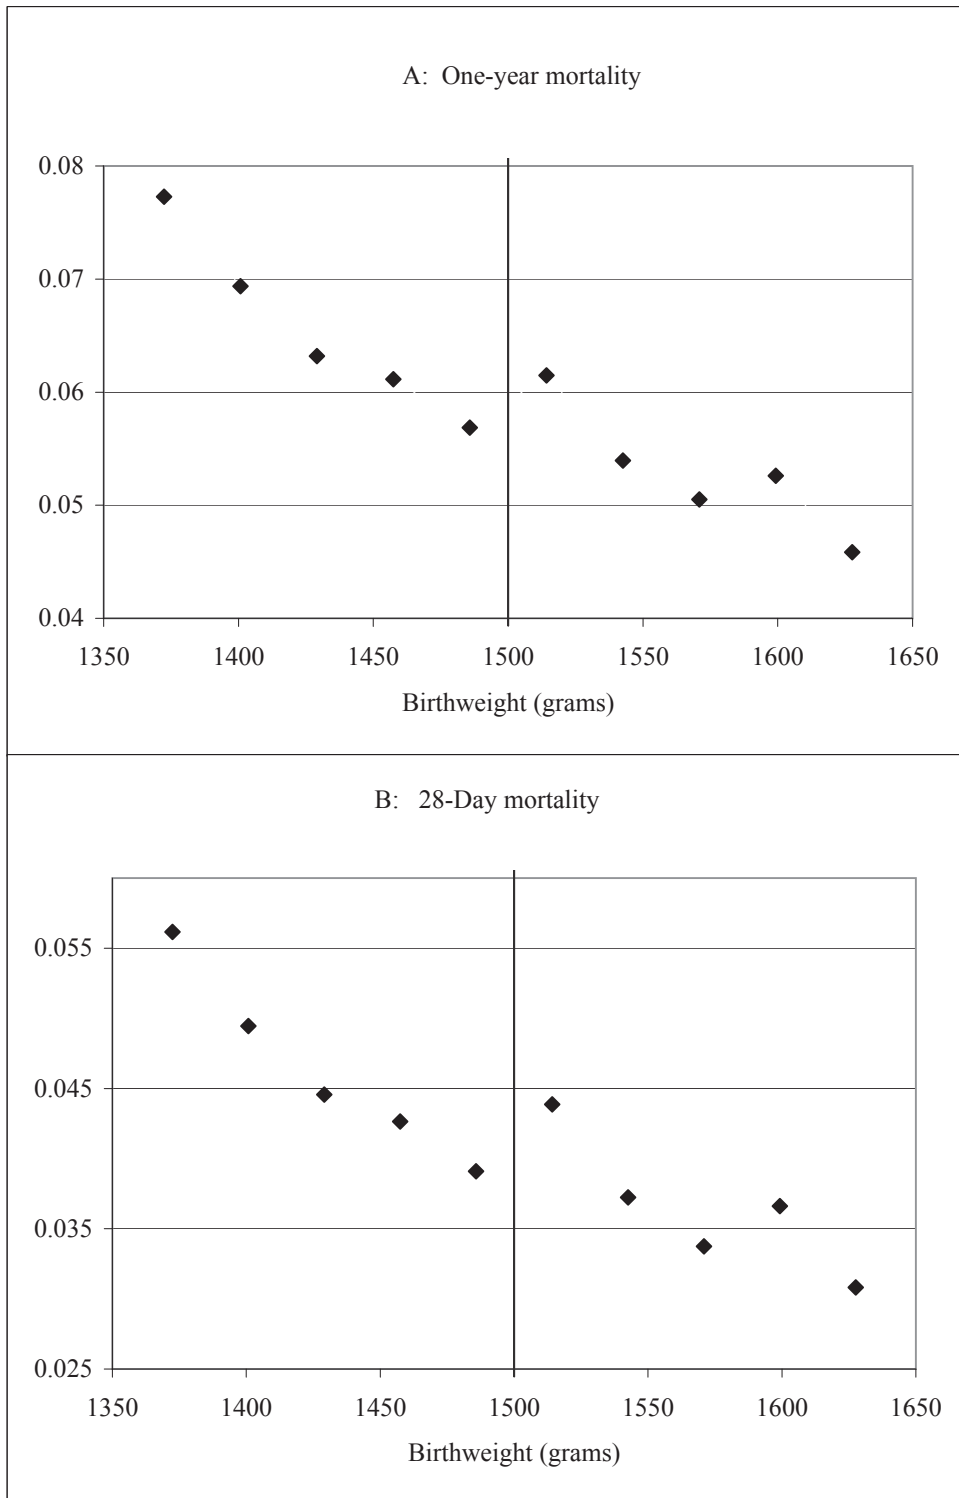 A: One-year mortality
0.08
0.07
0.06
0.05
0.04
1350 1400 1450 1500 1550 1600 1650
Birthweight (grams)
B: 28-Day mortality
0.055
0.045
0.035
0.025
1350 1400 1450 1500 1550 1600 1650
Birthweight (grams)